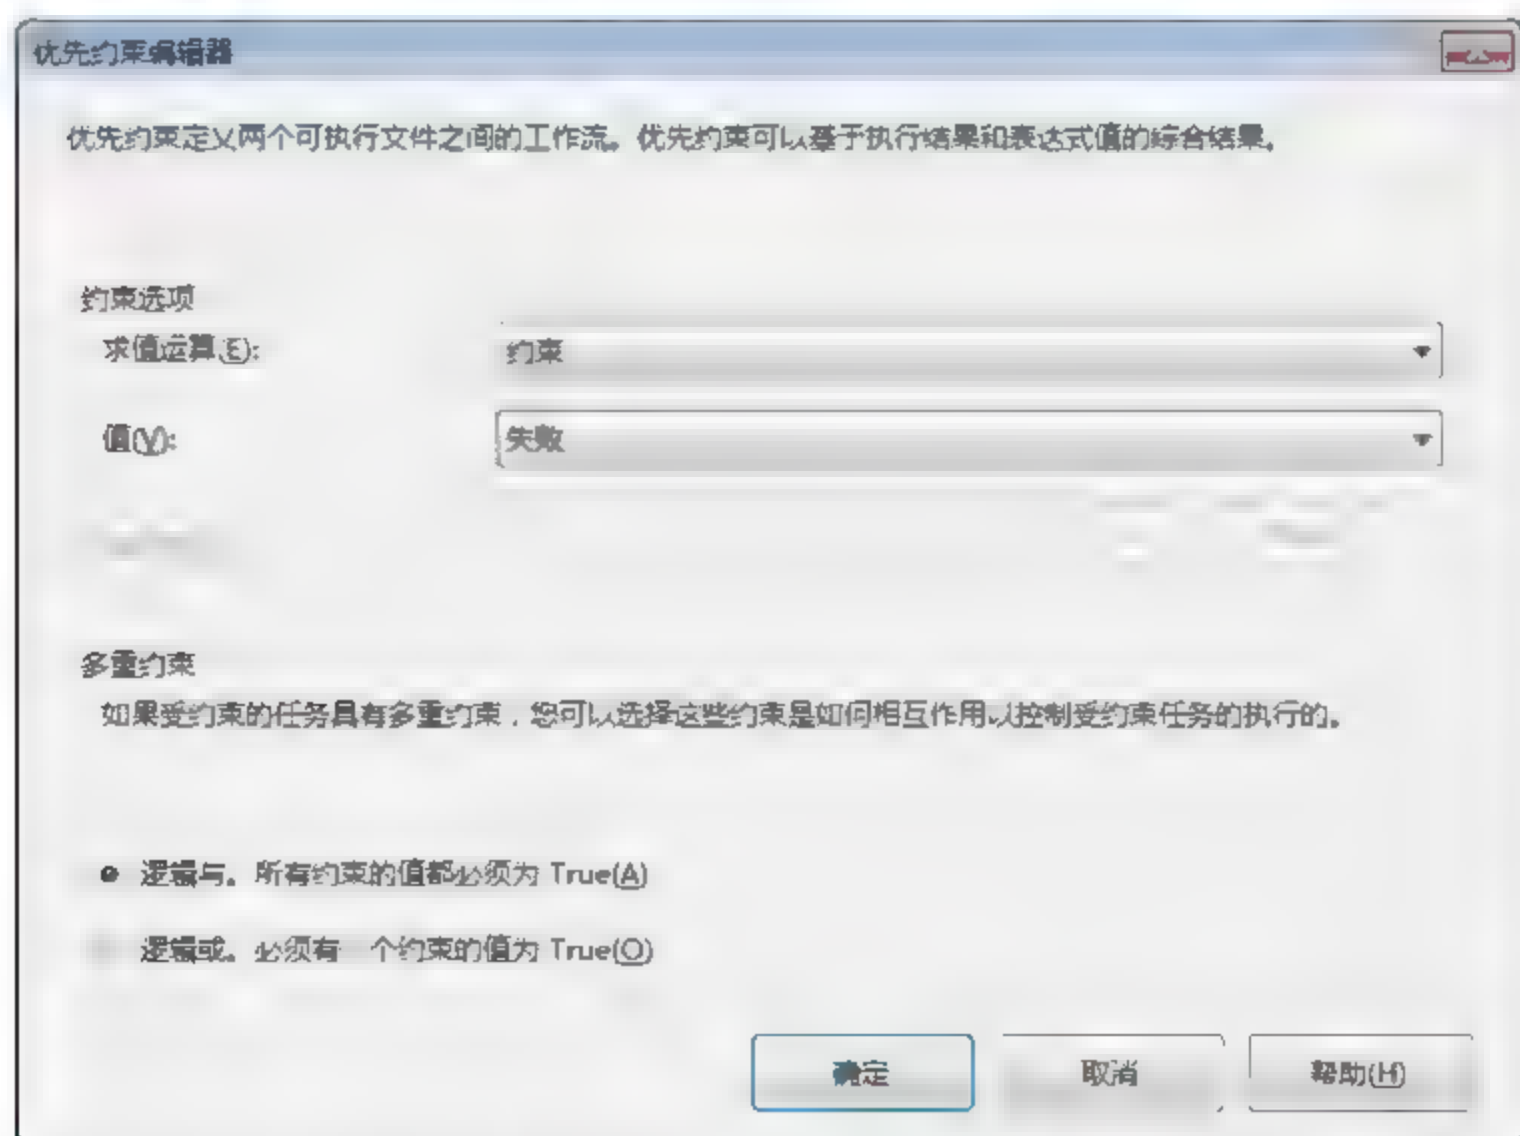 优先约束编辑器
优先约束定义两个可执行文件之间的工作流。优先约束可以基于执行结果和表达式值的综合结果。
约束选项
求值运算(E):
约束
值(V):
失败
多重约束
如果受约束的任务具有多重约束，您可以选择这些约束是如何相互作用以控制受约束任务的执行的。
逻辑与。所有约束的值都必须为 True(A)
逻辑或。必须有一个约束的值为 True(O)
确定
取消
帮助(H)